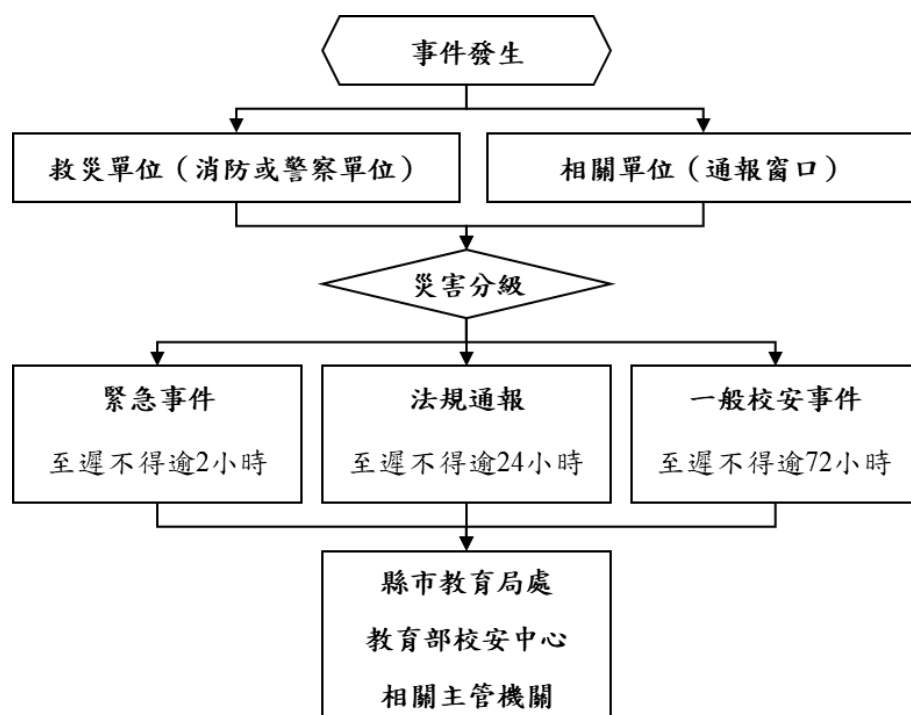 事件發生
救災單位（消防或警察單位）
相關單位（通報窗口）
災害分級
緊急事件
至遲不得逾2小時
法規通報
至遲不得逾24小時
一般校安事件
至遲不得逾72小時
縣市教育局處
教育部校安中心
相關主管機關